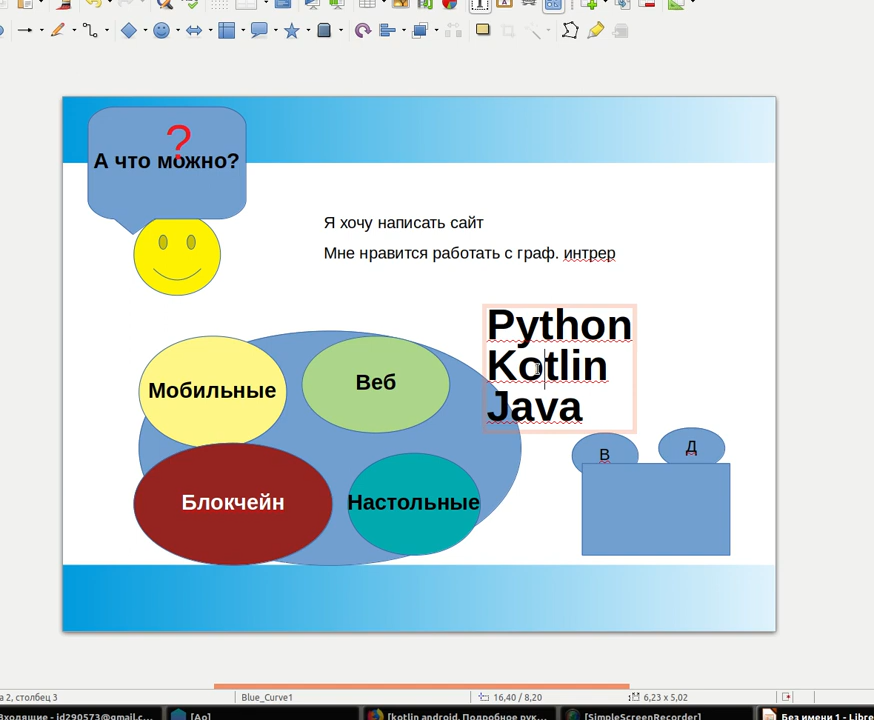 ?
А что можно?
Я хочу написать сайт
Мне нравится работать с граф. интрер
Python
Kotlin
Java
Мобильные
Веб
Блокчейн
Настольные
В
Д
а 2, столбец 3
Blue_Curve1
16,40 / 8,20
6,23 x 5,02
Входящие - id290573@gmail.c...
[Ao]
[kotlin android. Подробное рук...
[SimpleScreenRecorder]
Без имени 1 - Libre